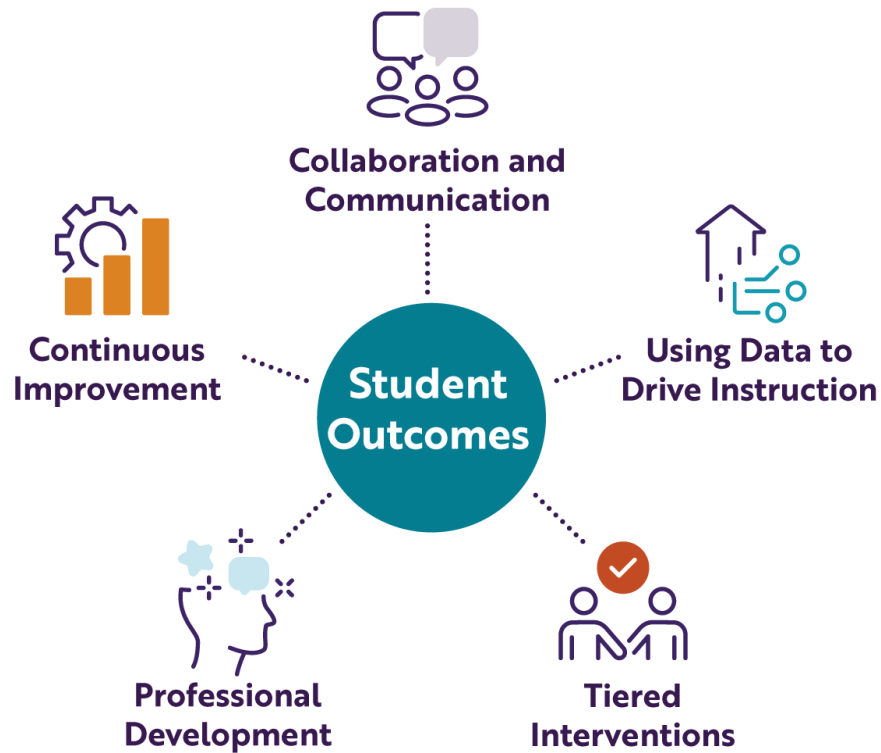 Collaboration and
Communication
Continuous
Improvement
Using Data to
Drive Instruction
Student
Outcomes
Professional
Development
Tiered
Interventions